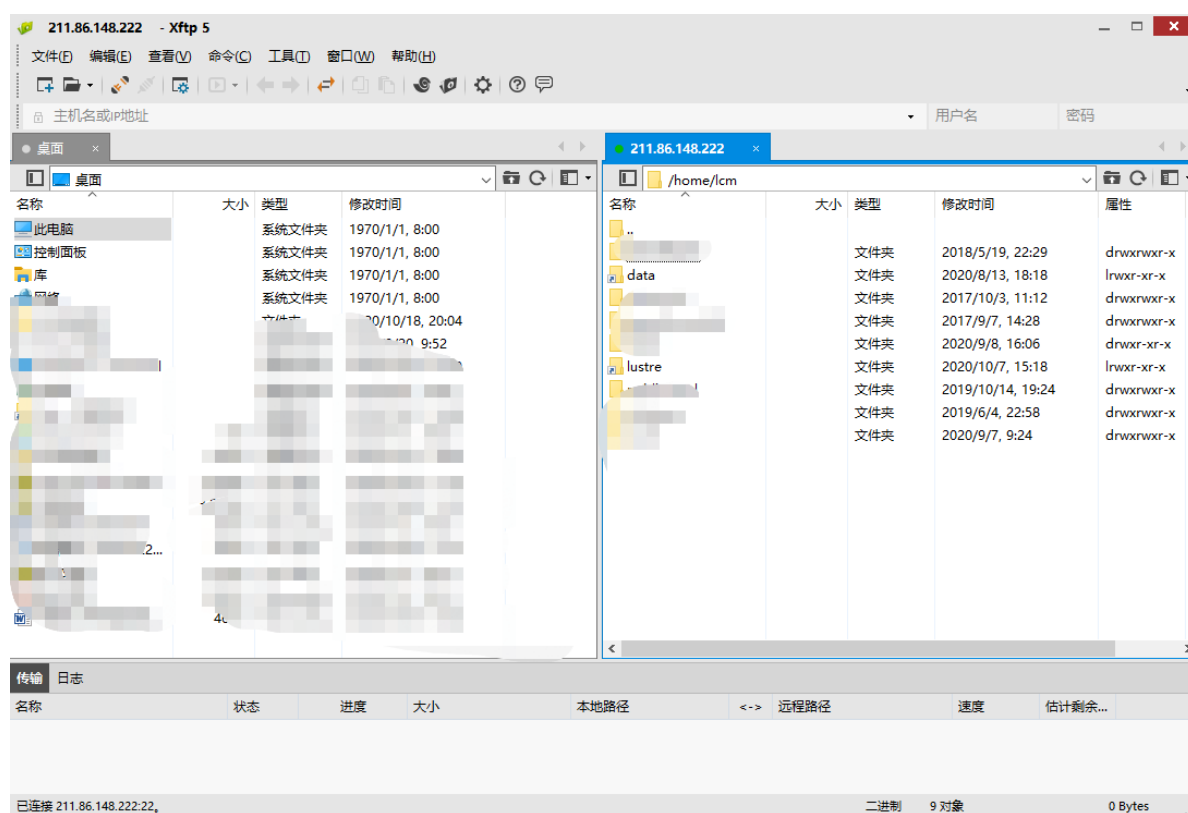 211.86.148.222 - Xftp 5
文件(F) 编辑(E) 查看(V) 命令(C) 工具(T) 窗口(W) 帮助(H)
主机名或IP地址 用户名 密码
桌面 × 211.86.148.222 ×
桌面 /home/lcm
名称 大小 类型 修改时间 名称 大小 类型 修改时间 属性
此电脑 系统文件夹 1970/1/1, 8:00 ..
控制面板 系统文件夹 1970/1/1, 8:00 文件夹 2018/5/19, 22:29 drwxrwxr-x
库 系统文件夹 1970/1/1, 8:00 data 文件夹 2020/8/13, 18:18 lrwxr-xr-x
网络 系统文件夹 1970/1/1, 8:00 文件夹 2017/10/3, 11:12 drwxrwxr-x
20/10/18, 20:04 文件夹 2017/9/7, 14:28 drwxrwxr-x
9:52 文件夹 2020/9/8, 16:06 drwxr-xr-x
lustre 文件夹 2020/10/7, 15:18 lrwxr-xr-x
文件夹 2019/10/14, 19:24 drwxrwxr-x
文件夹 2019/6/4, 22:58 drwxrwxr-x
文件夹 2020/9/7, 9:24 drwxrwxr-x
2...
传输 日志
名称 状态 进度 大小 本地路径 <-> 远程路径 速度 估计剩余...
已连接 211.86.148.222:22。 二进制 9 对象 0 Bytes